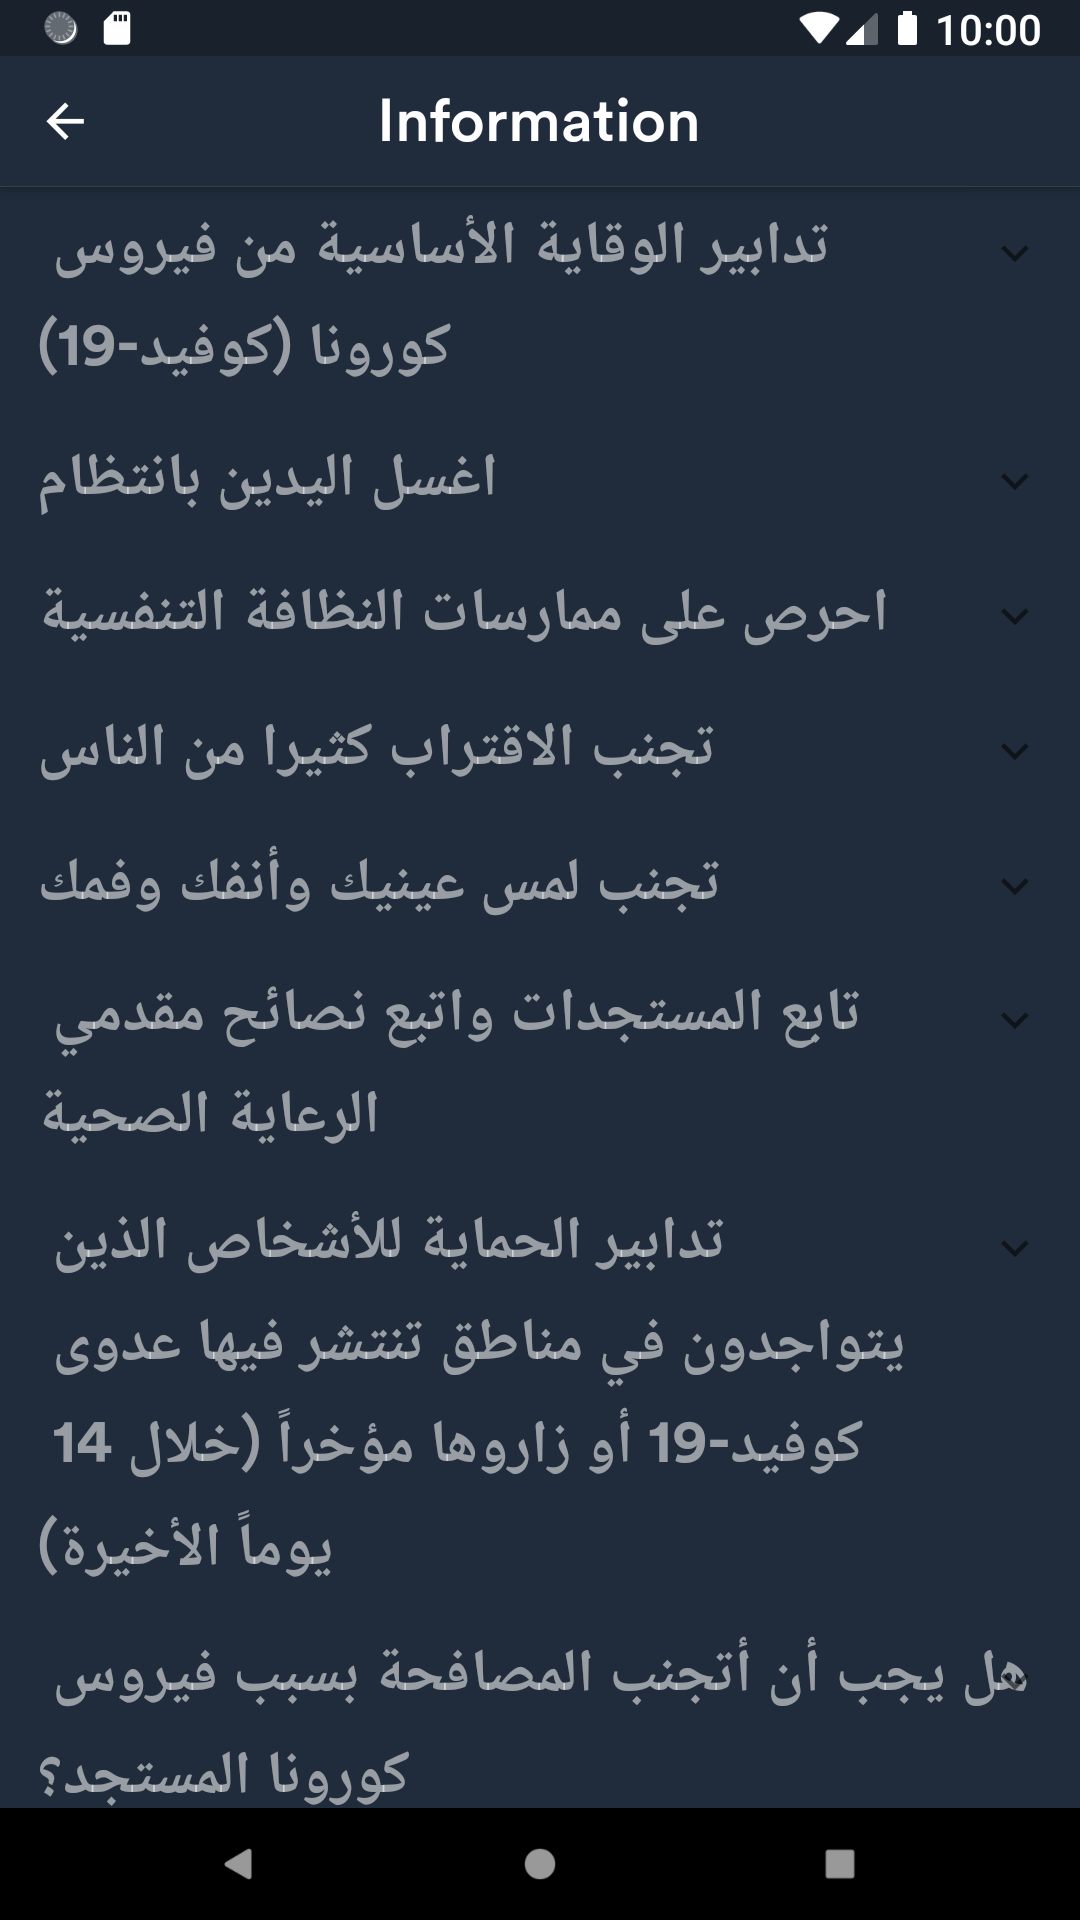 10:00
Information
تدابير الوقاية الأساسية من فيروس
كورونا (كوفيد-19)
اغسل اليدين بانتظام
احرص على ممارسات النظافة التنفسية
تجنب الاقتراب كثيرا من الناس
تجنب لمس عينيك وأنفك وفمك
تابع المستجدات واتبع نصائح مقدمي
الرعاية الصحية
تدابير الحماية للأشخاص الذين
يتواجدون في مناطق تنتشر فيها عدوى
كوفيد-19 أو زاروها مؤخراً (خلال 14
يوماً الأخيرة)
هل يجب أن أتجنب المصافحة بسبب فيروس
كورونا المستجد؟